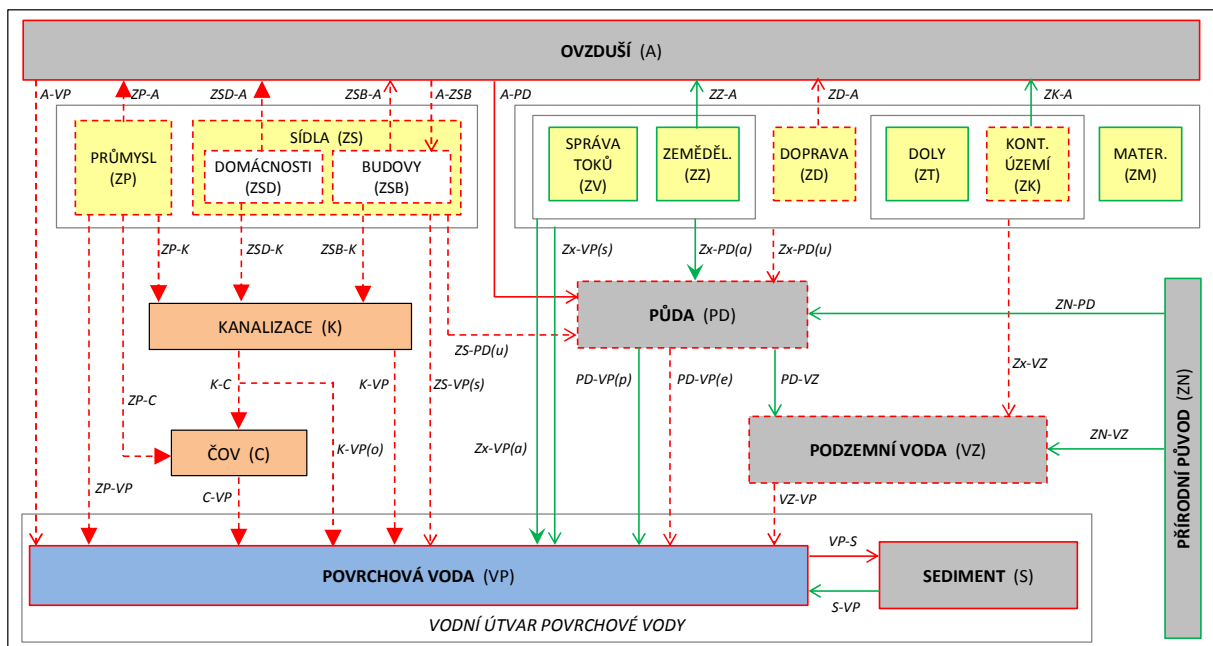 OVZDUŠÍ (A)
A-VP
ZP-A
ZSD-A
ZSB-A
A-ZSB
A-PD
ZZ-A
ZD-A
ZK-A
PRŮMYSL
(ZP)
SÍDLA (ZS)
DOMÁCNOSTI
(ZSD)
BUDOVY
(ZSB)
SPRÁVA
TOKŮ
(ZV)
ZEMĚDĚL.
(ZZ)
DOPRAVA
(ZD)
DOLY
(ZT)
KONT.
ÚZEMÍ
(ZK)
MATER.
(ZM)
ZP-K
ZSD-K
ZSB-K
Zx-VP(s)
Zx-PD(a)
Zx-PD(u)
KANALIZACE (K)
PŮDA (PD)
ZN-PD
ZS-PD(u)
ZP-C
K-C
K-VP
ZS-VP(s)
PD-VP(p)
PD-VP(e)
PD-VZ
Zx-VZ
ČOV (C)
K-VP(o)
Zx-VP(a)
PODZEMNÍ VODA (VZ)
ZN-VZ
PŘÍRODNÍ PŮVOD (ZN)
ZP-VP
C-VP
VZ-VP
POVRCHOVÁ VODA (VP)
VP-S
SEDIMENT (S)
S-VP
VODNÍ ÚTVAR POVRCHOVÉ VODY